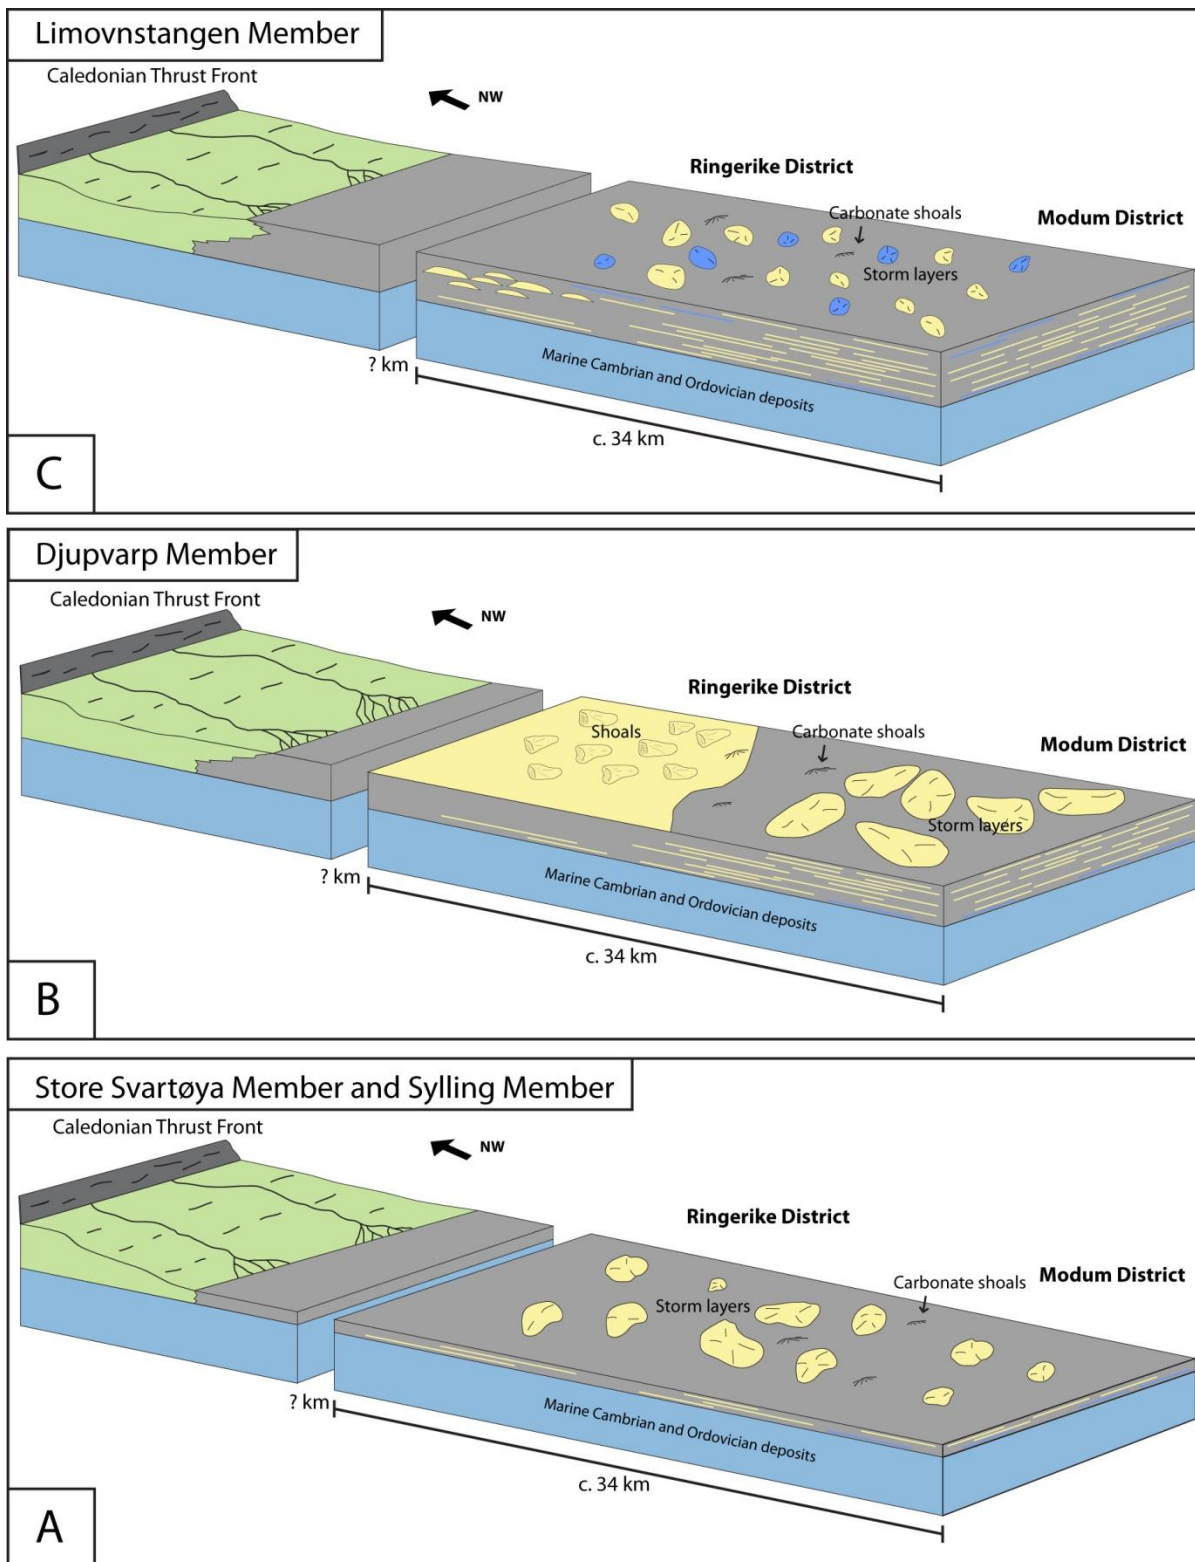 Limovnstangen Member
Caledonian Thrust Front
NW
Ringerike District
Carbonate shoals
Modum District
Storm layers
Marine Cambrian and Ordovician deposits
? km
c. 34 km
C
Djupvarp Member
Caledonian Thrust Front
NW
Ringerike District
Shoals
Carbonate shoals
Modum District
Storm layers
Marine Cambrian and Ordovician deposits
? km
c. 34 km
B
Store Svartøya Member and Sylling Member
Caledonian Thrust Front
NW
Ringerike District
Carbonate shoals
Modum District
Storm layers
Marine Cambrian and Ordovician deposits
? km
c. 34 km
A